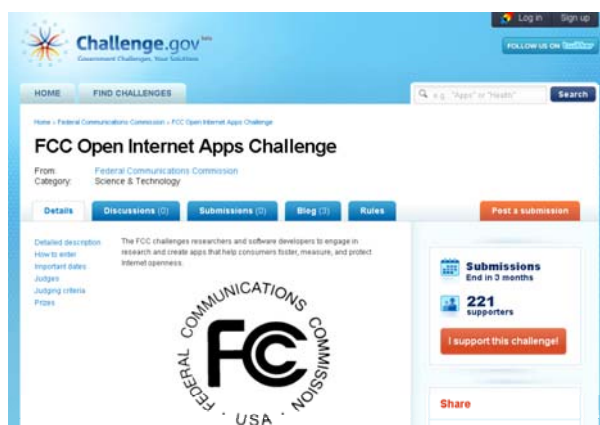 Log in Sign up
Challenge.gov beta
Government Challenges, Your Solutions
FOLLOW US ON twitter
HOME FIND CHALLENGES
e.g. "Apps" or "Health" Search
Home » Federal Communications Commission » FCC Open Internet Apps Challenge
FCC Open Internet Apps Challenge
From: Federal Communications Commission
Category: Science & Technology
Details Discussions (0) Submissions (0) Blog (3) Rules Post a submission
Detailed description
How to enter
Important dates
Judges
Judging criteria
Prizes
The FCC challenges researchers and software developers to engage in
research and create apps that help consumers foster, measure, and protect
Internet openness.
FEDERAL COMMUNICATIONS COMMISSION · USA ·
FCC
Submissions
End in 3 months
221
supporters
I support this challenge!
Share